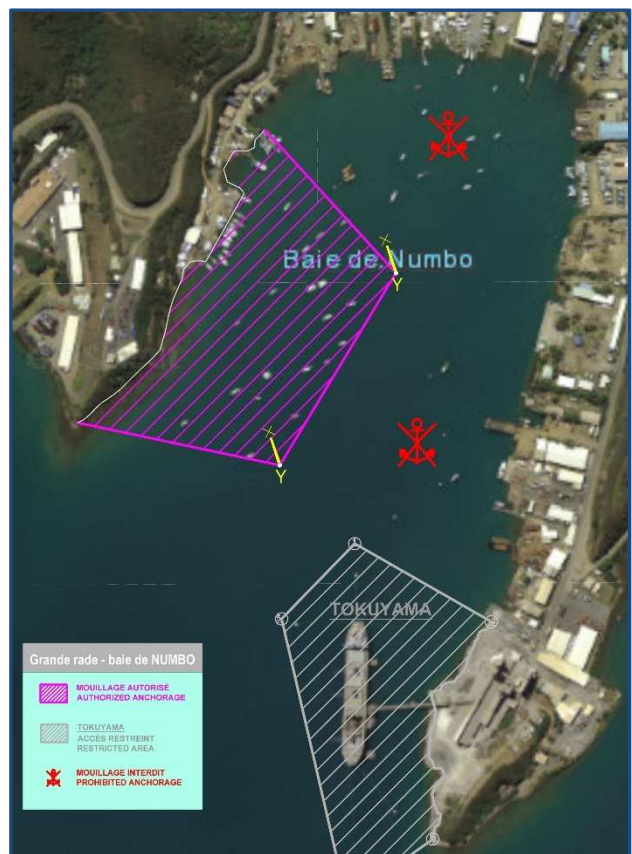 Baie de Numbo
Y
Y
TOKUYAMA
Grande rade - baie de NUMBO
MOUILLAGE AUTORISÉ
AUTHORIZED ANCHORAGE
TOKUYAMA
ACCÈS RESTREINT
RESTRICTED AREA
MOUILLAGE INTERDIT
PROHIBITED ANCHORAGE